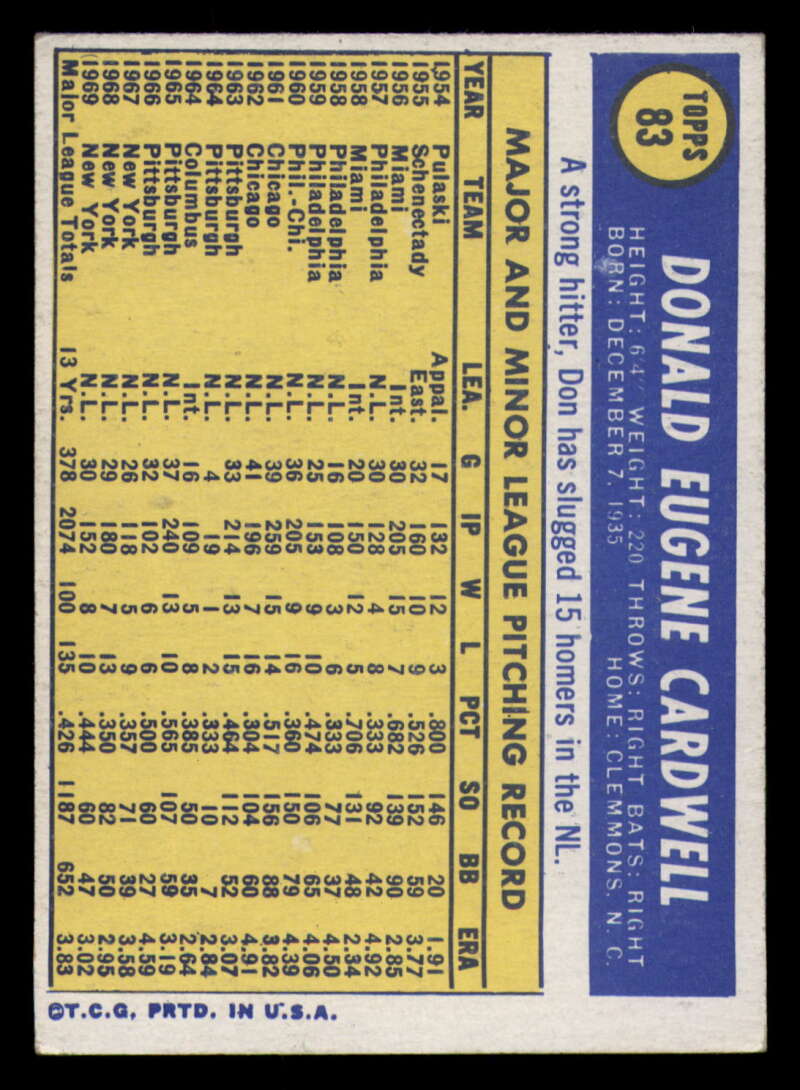 TOPPS
83
DONALD EUGENE CARDWELL
HEIGHT: 6'4" WEIGHT: 220 THROWS: RIGHT BATS: RIGHT
BORN: DECEMBER 7, 1935 HOME: CLEMMONS, N. C.
A strong hitter, Don has slugged 15 homers in the NL.
MAJOR AND MINOR LEAGUE PITCHING RECORD
YEAR TEAM LEA. G IP W L PCT SO BB ERA
1954 Pulaski Appal. 17 132 12 3 .800 146 20 1.91
1955 Schenectady East. 32 160 10 9 .526 152 59 3.77
1956 Miami Int. 30 205 15 7 .682 139 90 2.85
1957 Philadelphia N.L. 30 128 4 8 .333 92 42 4.92
1958 Miami Int. 20 150 12 5 .706 131 48 2.34
1958 Philadelphia N.L. 16 108 3 6 .333 77 37 4.50
1959 Philadelphia N.L. 25 153 9 10 .474 106 65 4.06
1960 Phil.-Chi. N.L. 36 205 9 16 .360 150 79 4.39
1961 Chicago N.L. 39 259 15 14 .517 156 88 3.82
1962 Chicago N.L. 41 196 7 16 .304 104 60 4.91
1963 Pittsburgh N.L. 33 214 13 15 .464 112 52 3.07
1964 Pittsburgh N.L. 4 19 1 2 .333 10 7 2.84
1964 Columbus Int. 16 109 5 8 .385 50 35 2.64
1965 Pittsburgh N.L. 37 240 13 10 .565 107 59 3.19
1966 Pittsburgh N.L. 32 102 6 6 .500 60 27 4.59
1967 New York N.L. 26 118 5 9 .357 71 39 3.58
1968 New York N.L. 29 180 7 13 .350 82 50 2.95
1969 New York N.L. 30 152 8 10 .444 60 47 3.02
Major League Totals 13 Yrs. 378 2074 100 135 .426 1187 652 3.83
©T.C.G. PRTD. IN U.S.A.